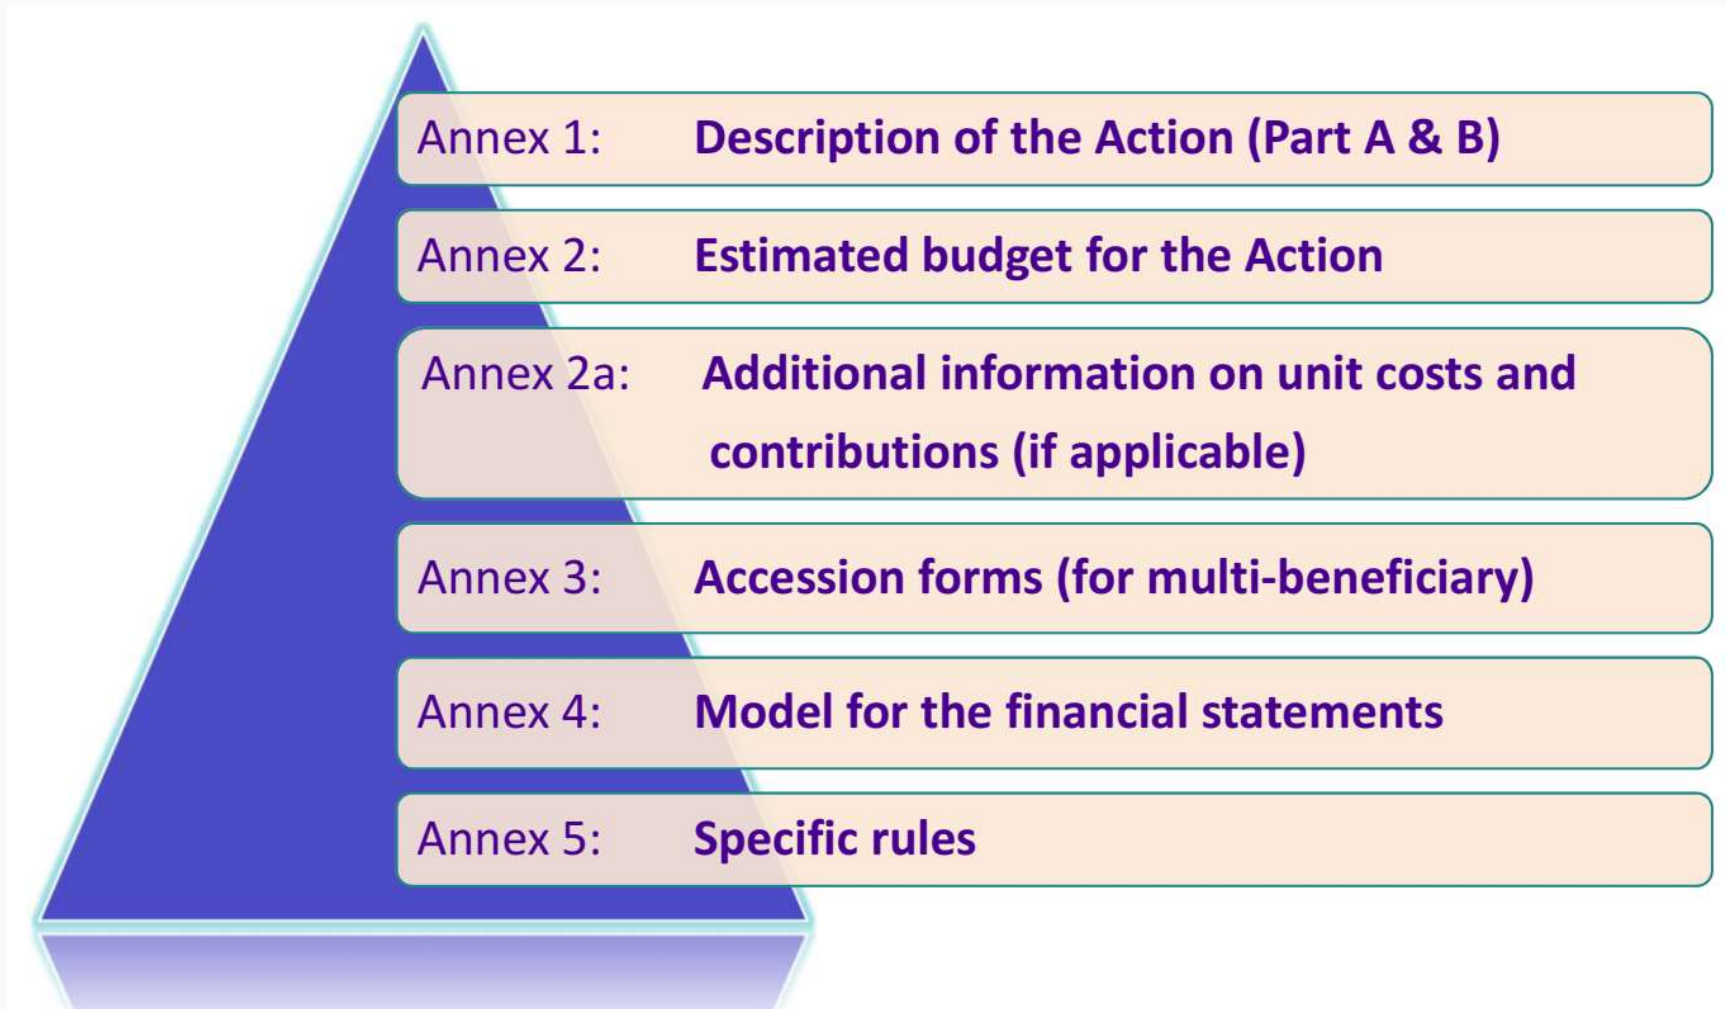 Annex 1: Description of the Action (Part A & B)
Annex 2: Estimated budget for the Action
Annex 2a: Additional information on unit costs and
contributions (if applicable)
Annex 3: Accession forms (for multi-beneficiary)
Annex 4: Model for the financial statements
Annex 5: Specific rules